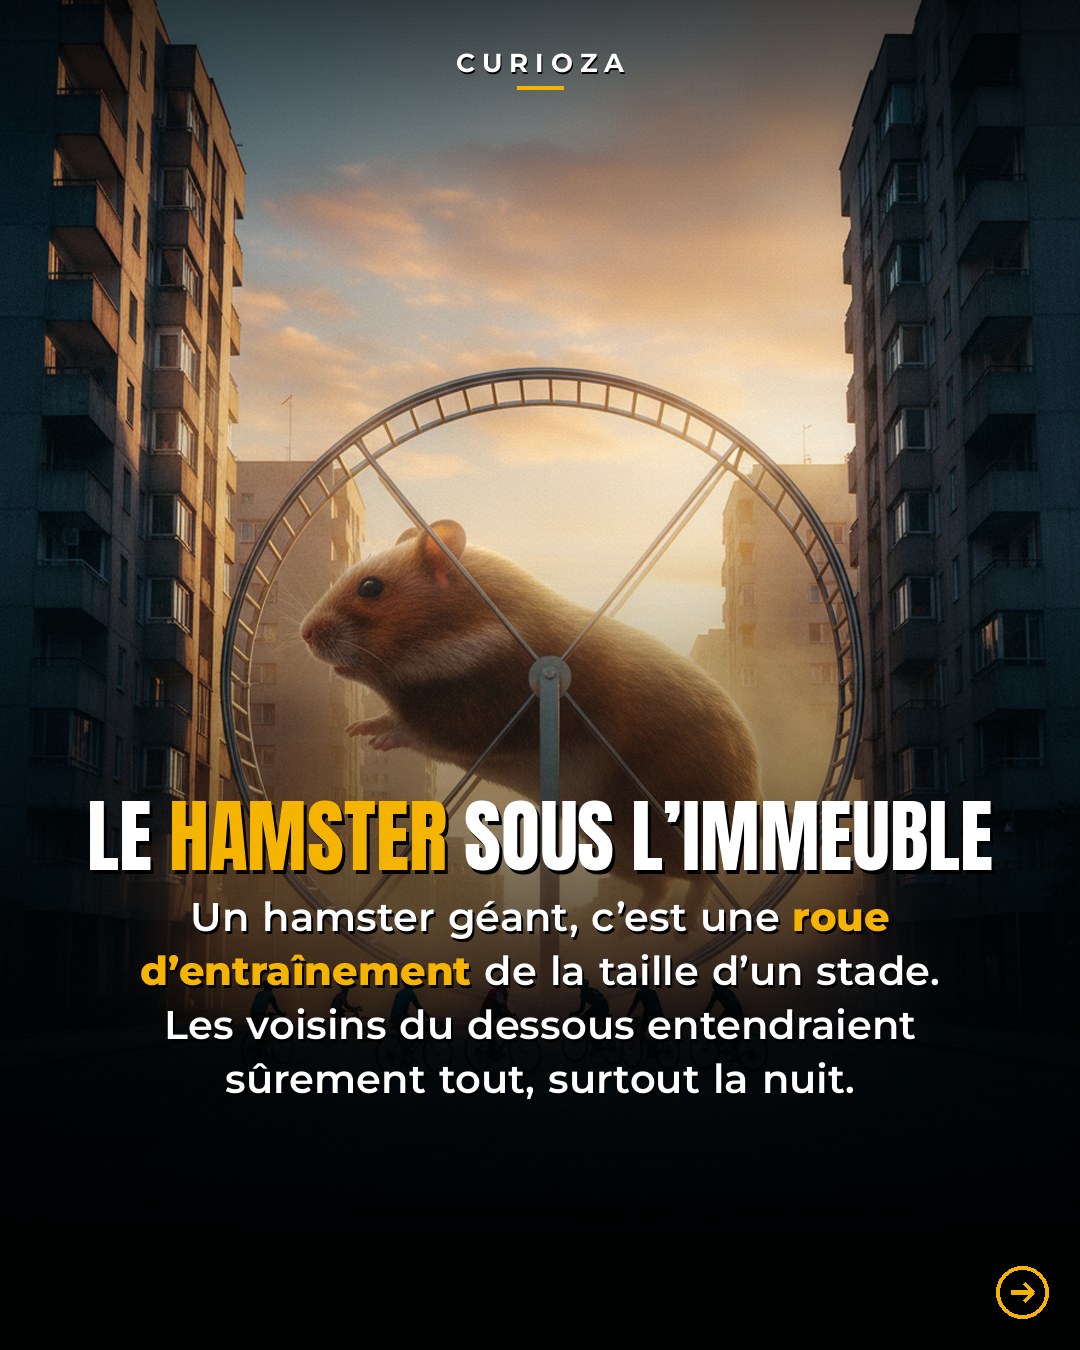 CURIOZA
LE HAMSTER SOUS L’IMMEUBLE
Un hamster géant, c’est une roue
d’entraînement de la taille d’un stade.
Les voisins du dessous entendraient
sûrement tout, surtout la nuit.